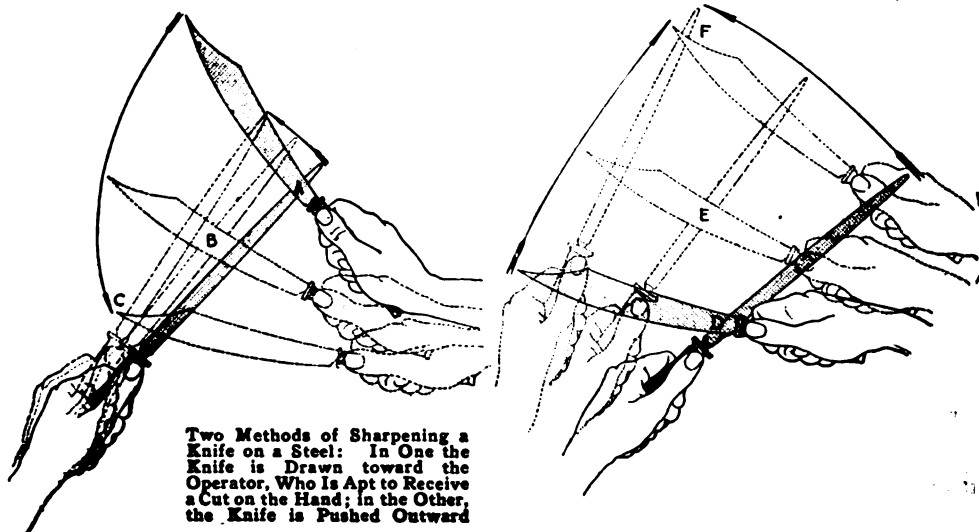 F
A
B
E
C
D
Two Methods of Sharpening a
Knife on a Steel: In One the
Knife is Drawn toward the
Operator, Who Is Apt to Receive
a Cut on the Hand; in the Other,
the Knife is Pushed Outward